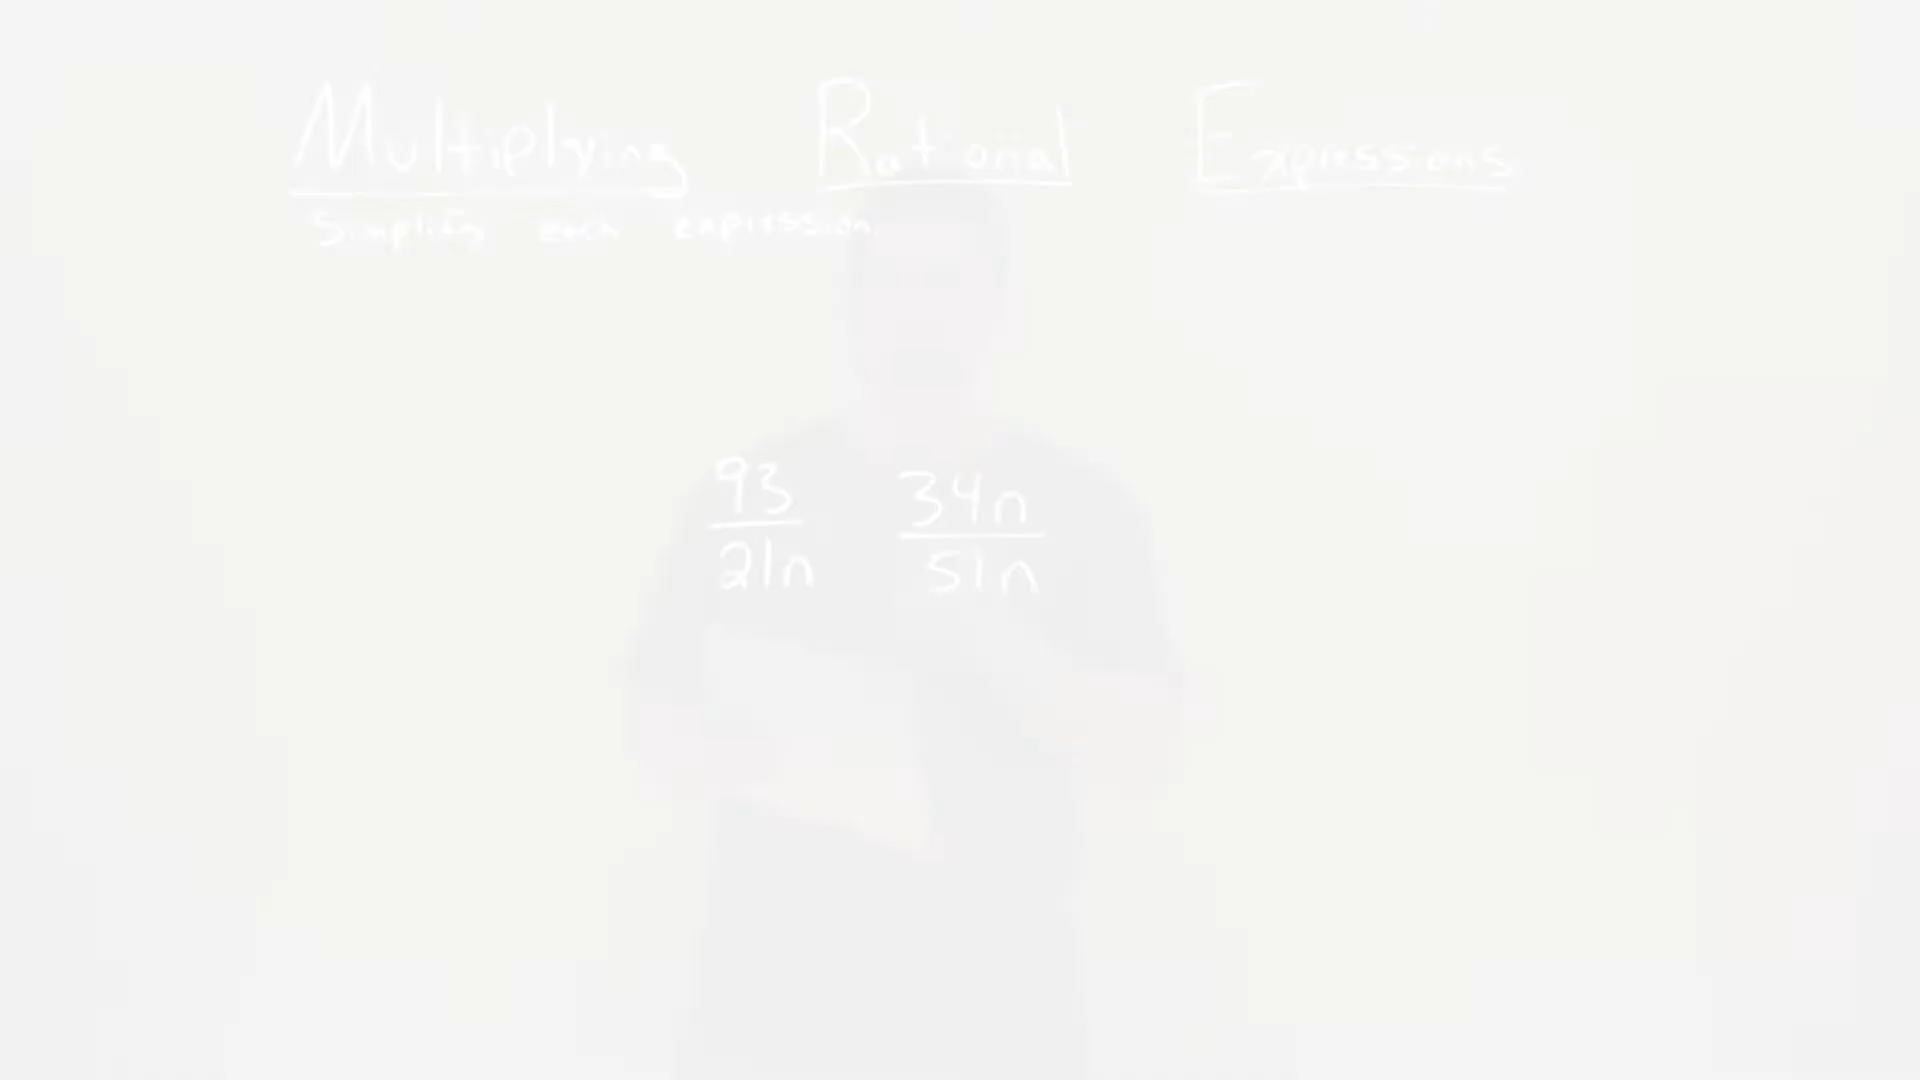 Multiplying Rational Expressions
Simplify each expression.
93 34n
21n 51n